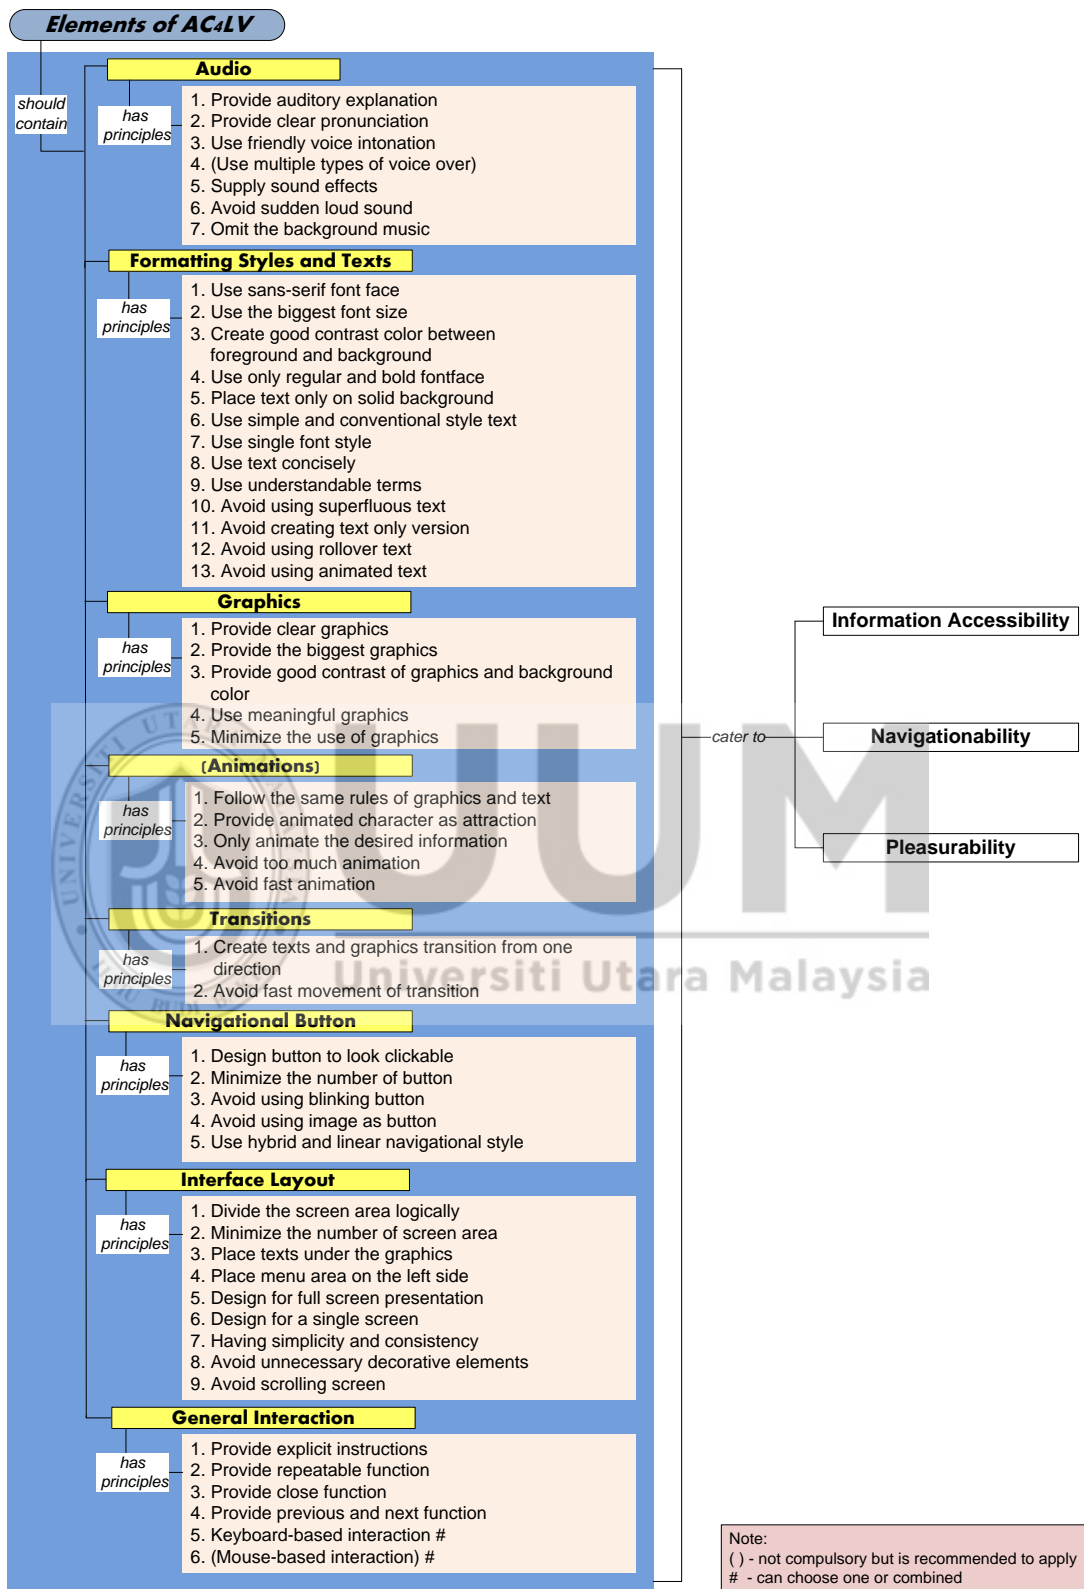 Elements of AC4LV
should
contain
Audio
has
principles
1. Provide auditory explanation
2. Provide clear pronunciation
3. Use friendly voice intonation
4. (Use multiple types of voice over)
5. Supply sound effects
6. Avoid sudden loud sound
7. Omit the background music
Formatting Styles and Texts
has
principles
1. Use sans-serif font face
2. Use the biggest font size
3. Create good contrast color between
foreground and background
4. Use only regular and bold fontface
5. Place text only on solid background
6. Use simple and conventional style text
7. Use single font style
8. Use text concisely
9. Use understandable terms
10. Avoid using superfluous text
11. Avoid creating text only version
12. Avoid using rollover text
13. Avoid using animated text
Graphics
has
principles
1. Provide clear graphics
2. Provide the biggest graphics
3. Provide good contrast of graphics and background
color
4. Use meaningful graphics
5. Minimize the use of graphics
(Animations)
has
principles
1. Follow the same rules of graphics and text
2. Provide animated character as attraction
3. Only animate the desired information
4. Avoid too much animation
5. Avoid fast animation
Transitions
has
principles
1. Create texts and graphics transition from one
direction
2. Avoid fast movement of transition
Navigational Button
has
principles
1. Design button to look clickable
2. Minimize the number of button
3. Avoid using blinking button
4. Avoid using image as button
5. Use hybrid and linear navigational style
Interface Layout
has
principles
1. Divide the screen area logically
2. Minimize the number of screen area
3. Place texts under the graphics
4. Place menu area on the left side
5. Design for full screen presentation
6. Design for a single screen
7. Having simplicity and consistency
8. Avoid unnecessary decorative elements
9. Avoid scrolling screen
General Interaction
has
principles
1. Provide explicit instructions
2. Provide repeatable function
3. Provide close function
4. Provide previous and next function
5. Keyboard-based interaction #
6. (Mouse-based interaction) #
cater to
Information Accessibility
Navigationability
Pleasurability
Note:
( ) - not compulsory but is recommended to apply
# - can choose one or combined
UUM
Universiti Utara Malaysia
UNIVERSITI UTARA MALAYSIA